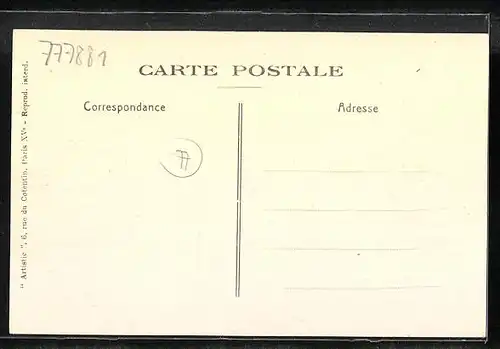 777881
CARTE POSTALE
Correspondance
Adresse
77
" Artistic ", 6, rue du Cotentin, Paris XVe - Reprod. interd.